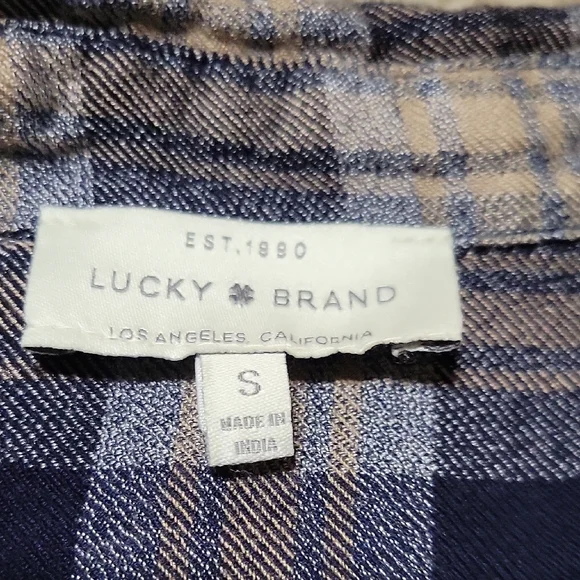 EST. 1990
LUCKY BRAND
LOS ANGELES, CALIFORNIA
S
MADE IN
INDIA